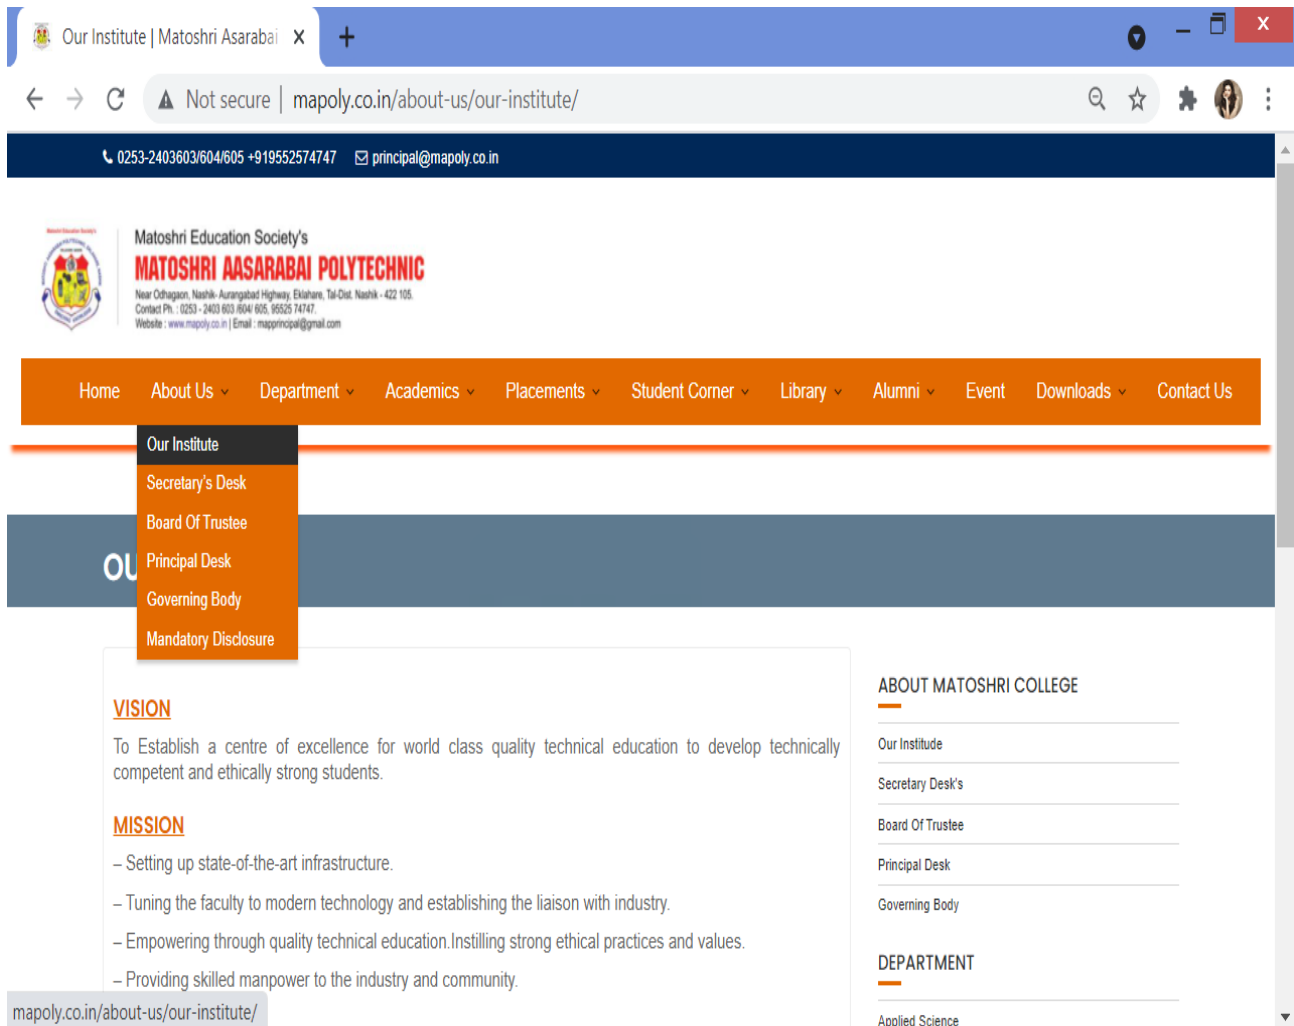 Our Institute | Matoshri Asarabai
Not secure | mapoly.co.in/about-us/our-institute/
0253-2403603/604/605 +919552574747 principal@mapoly.co.in
Matoshri Education Society's
MATOSHRI AASARABAI POLYTECHNIC
Near Odhagaon, Nashik-Aurangabad Highway, Eklahare, Tal-Dist. Nashik - 422 105.
Contact Ph. : 0253 - 2403 603 /604/ 605, 95525 74747.
Website : www.mapoly.co.in | Email : mapprincipal@gmail.com
Home About Us Department Academics Placements Student Corner Library Alumni Event Downloads Contact Us
Our Institute
Secretary's Desk
Board Of Trustee
OU
Principal Desk
Governing Body
Mandatory Disclosure
VISION
To Establish a centre of excellence for world class quality technical education to develop technically
competent and ethically strong students.
MISSION
– Setting up state-of-the-art infrastructure.
– Tuning the faculty to modern technology and establishing the liaison with industry.
– Empowering through quality technical education.Instilling strong ethical practices and values.
– Providing skilled manpower to the industry and community.
ABOUT MATOSHRI COLLEGE
Our Institude
Secretary Desk's
Board Of Trustee
Principal Desk
Governing Body
DEPARTMENT
Applied Science
mapoly.co.in/about-us/our-institute/